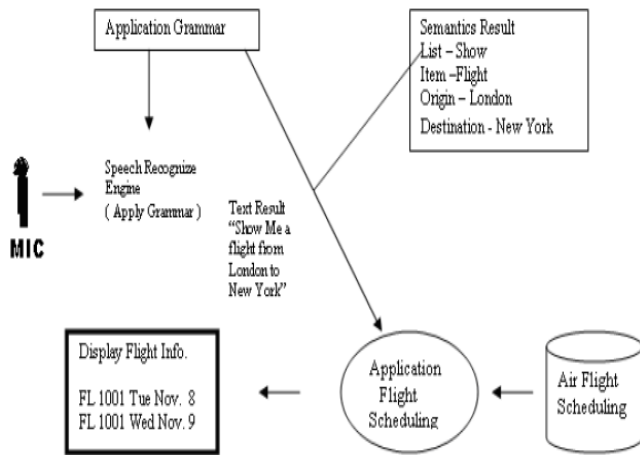 Application Grammar
Semantics Result
List – Show
Item –Flight
Origin – London
Destination - New York
Speech Recognize
Engine
( Apply Grammar )
MIC
Text Result
“Show Me a
flight from
London to
New York”
Display Flight Info.
FL 1001 Tue Nov. 8
FL 1001 Wed Nov. 9
Application
Flight
Scheduling
Air Flight
Scheduling